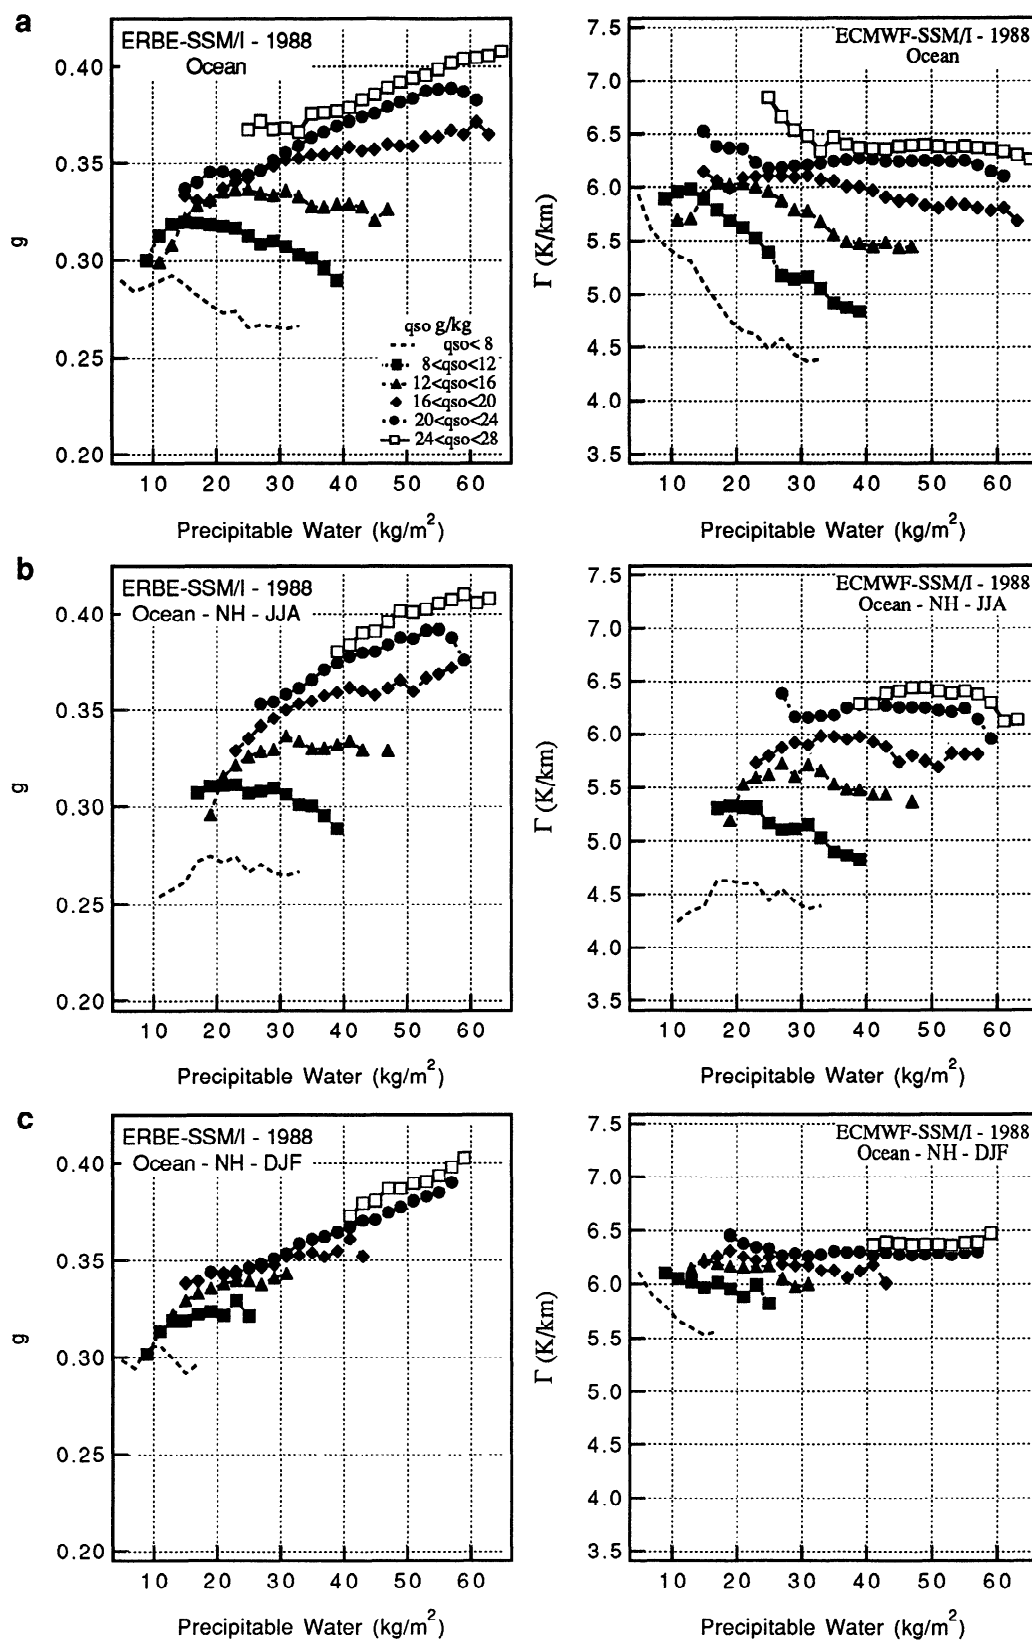 a
ERBE-SSM/I - 1988
Ocean
0.40
0.35
0.30
0.25
0.20
g
qso g/kg
qso< 8
8<qso<12
12<qso<16
16<qso<20
20<qso<24
24<qso<28
10 20 30 40 50 60
Precipitable Water (kg/m²)
ECMWF-SSM/I - 1988
Ocean
7.5
7.0
6.5
6.0
5.5
5.0
4.5
4.0
3.5
Γ (K/km)
10 20 30 40 50 60
Precipitable Water (kg/m²)
b
ERBE-SSM/I - 1988
Ocean - NH - JJA
0.40
0.35
0.30
0.25
0.20
g
10 20 30 40 50 60
Precipitable Water (kg/m²)
ECMWF-SSM/I - 1988
Ocean - NH - JJA
7.5
7.0
6.5
6.0
5.5
5.0
4.5
4.0
3.5
Γ (K/km)
10 20 30 40 50 60
Precipitable Water (kg/m²)
c
ERBE-SSM/I - 1988
Ocean - NH - DJF
0.40
0.35
0.30
0.25
0.20
g
10 20 30 40 50 60
Precipitable Water (kg/m²)
ECMWF-SSM/I - 1988
Ocean - NH - DJF
7.5
7.0
6.5
6.0
5.5
5.0
4.5
4.0
3.5
Γ (K/km)
10 20 30 40 50 60
Precipitable Water (kg/m²)